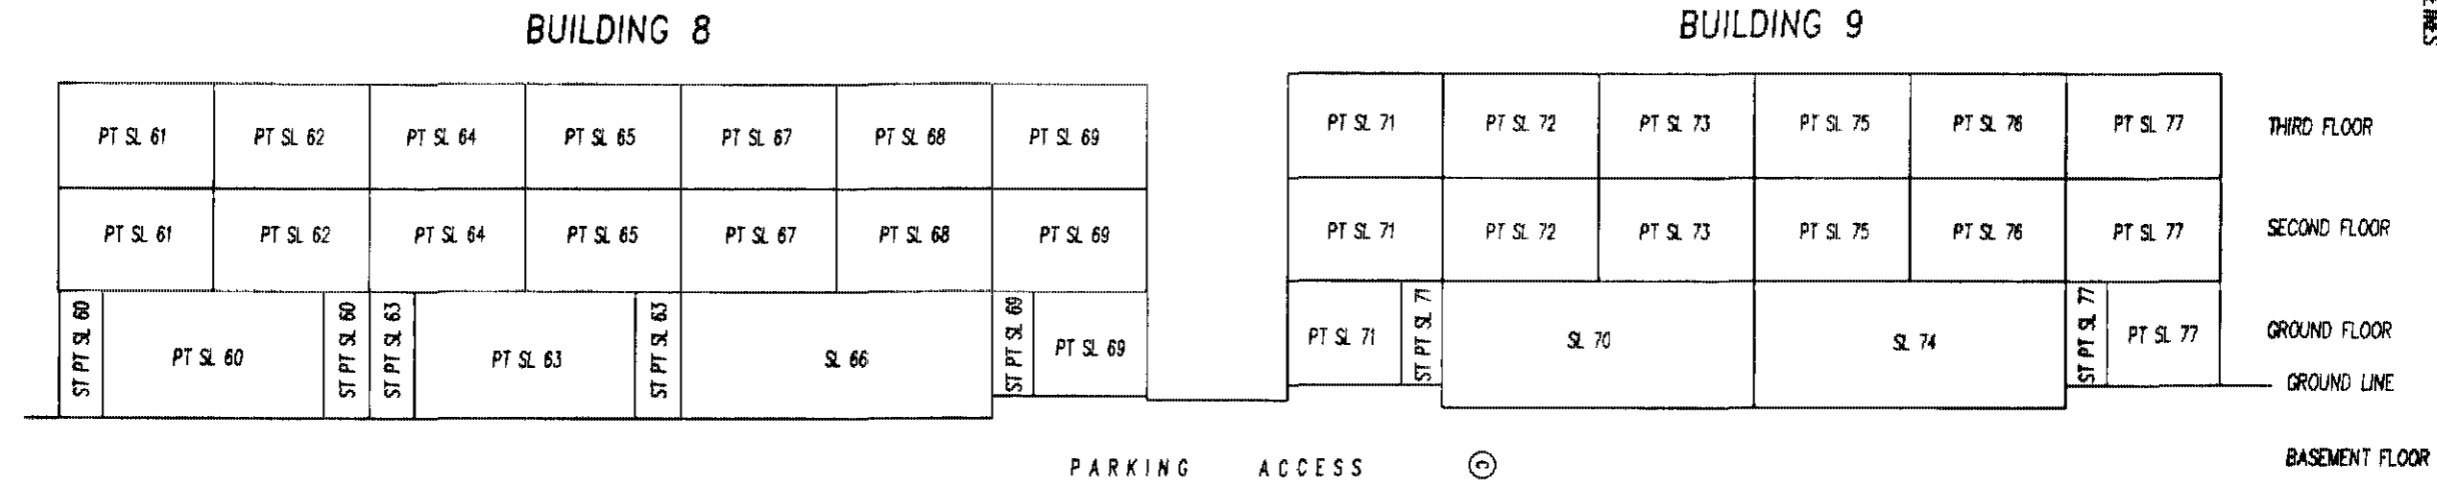 BUILDING 8
BUILDING 9
PT SL 61 PT SL 62 PT SL 64 PT SL 65 PT SL 67 PT SL 68 PT SL 69
PT SL 71 PT SL 72 PT SL 73 PT SL 75 PT SL 76 PT SL 77 THIRD FLOOR
PT SL 61 PT SL 62 PT SL 64 PT SL 65 PT SL 67 PT SL 68 PT SL 69
PT SL 71 PT SL 72 PT SL 73 PT SL 75 PT SL 76 PT SL 77 SECOND FLOOR
ST PT SL 60 PT SL 60 ST PT SL 60 ST PT SL 63 PT SL 63 ST PT SL 63 SL 66 ST PT SL 69 PT SL 69
PT SL 71 ST PT SL 71 SL 70 SL 74 ST PT SL 77 PT SL 77 GROUND FLOOR
GROUND LINE
PARKING ACCESS © BASEMENT FLOOR